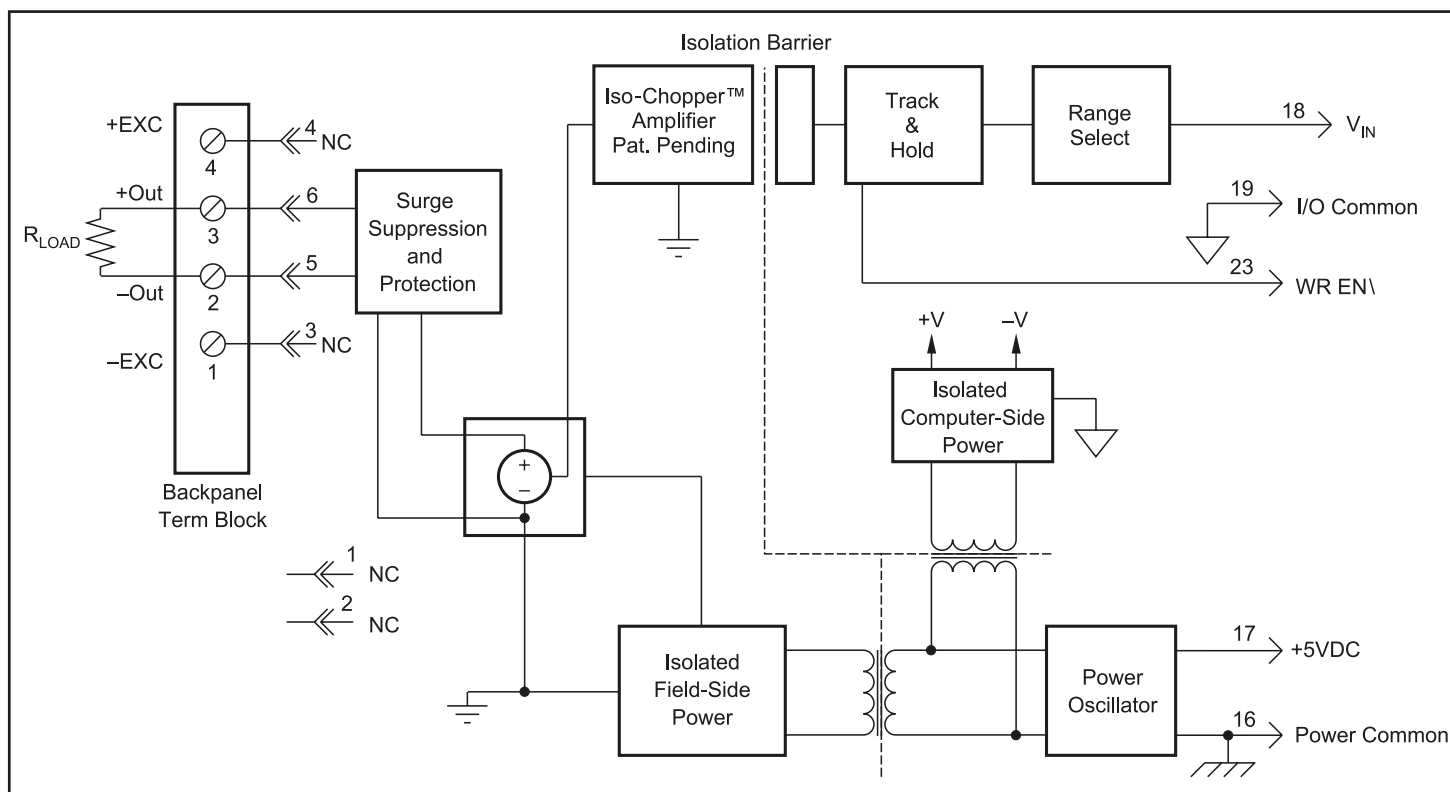 Isolation Barrier
Iso-Chopper™
Amplifier
Pat. Pending
Track
&
Hold
Range
Select
18
V_IN
19
I/O Common
23
WR EN\
+EXC
4
4
NC
+Out
6
3
R_LOAD
5
–Out
2
3
NC
–EXC
1
Surge
Suppression
and
Protection
Backpanel
Term Block
+
–
+V
–V
Isolated
Computer-Side
Power
1
NC
2
NC
Isolated
Field-Side
Power
Power
Oscillator
17
+5VDC
16
Power Common